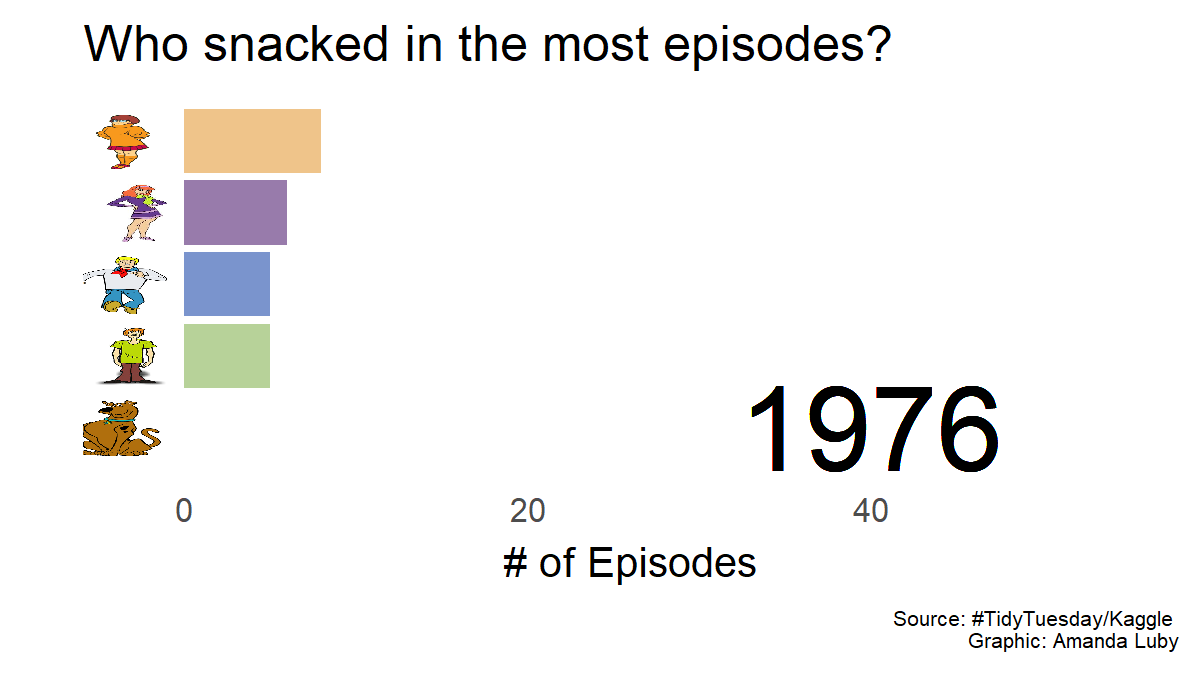 Who snacked in the most episodes?
1976
0 20 40
# of Episodes
Source: #TidyTuesday/Kaggle
Graphic: Amanda Luby